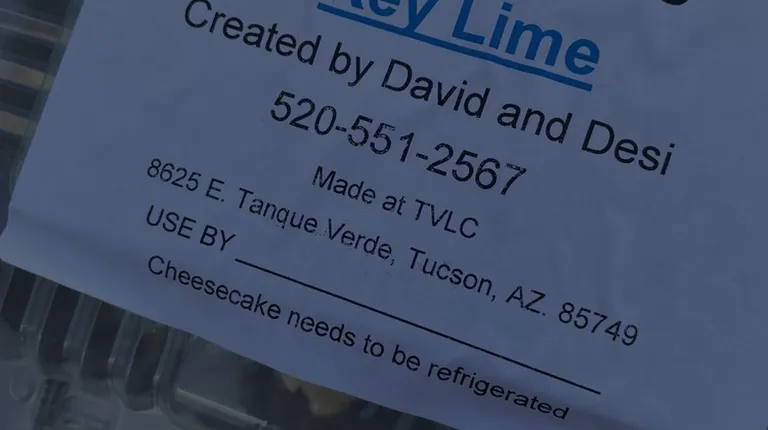 Key Lime
Created by David and Desi
520-551-2567
Made at TVLC
8625 E. Tanque Verde, Tucson, AZ. 85749
USE BY
Cheesecake needs to be refrigerated